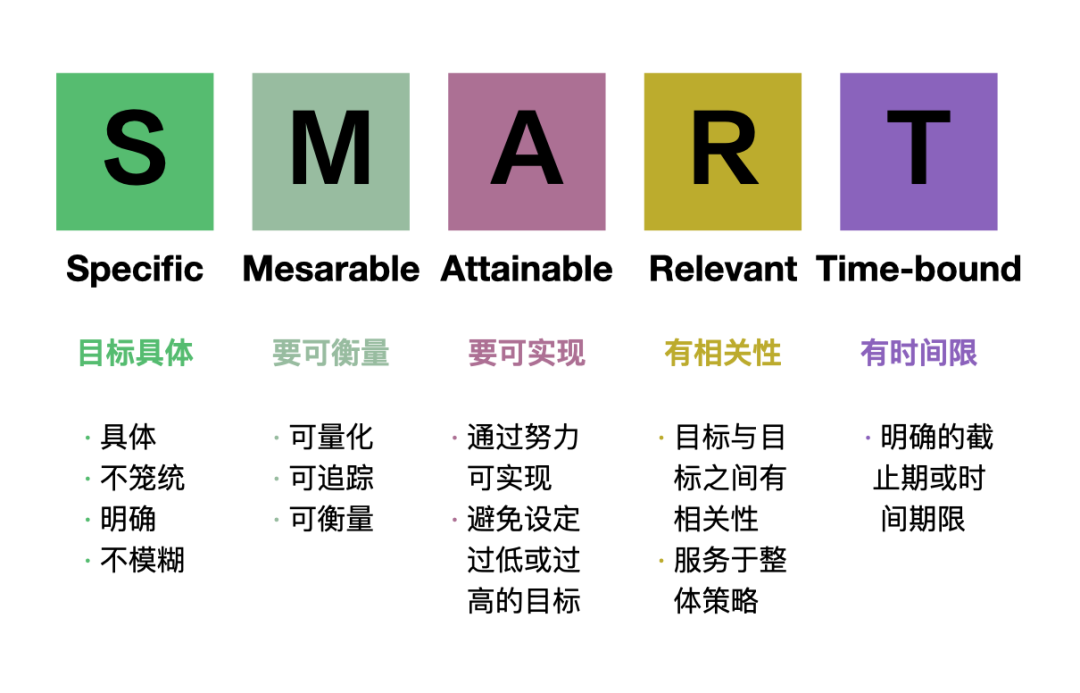 S M A R T
Specific Mesarable Attainable Relevant Time-bound
目标具体 要可衡量 要可实现 有相关性 有时间限
· 具体
· 不笼统
· 明确
· 不模糊
· 可量化
· 可追踪
· 可衡量
· 通过努力
可实现
· 避免设定
过低或过
高的目标
· 目标与目
标之间有
相关性
· 服务于整
体策略
· 明确的截
止期或时
间期限